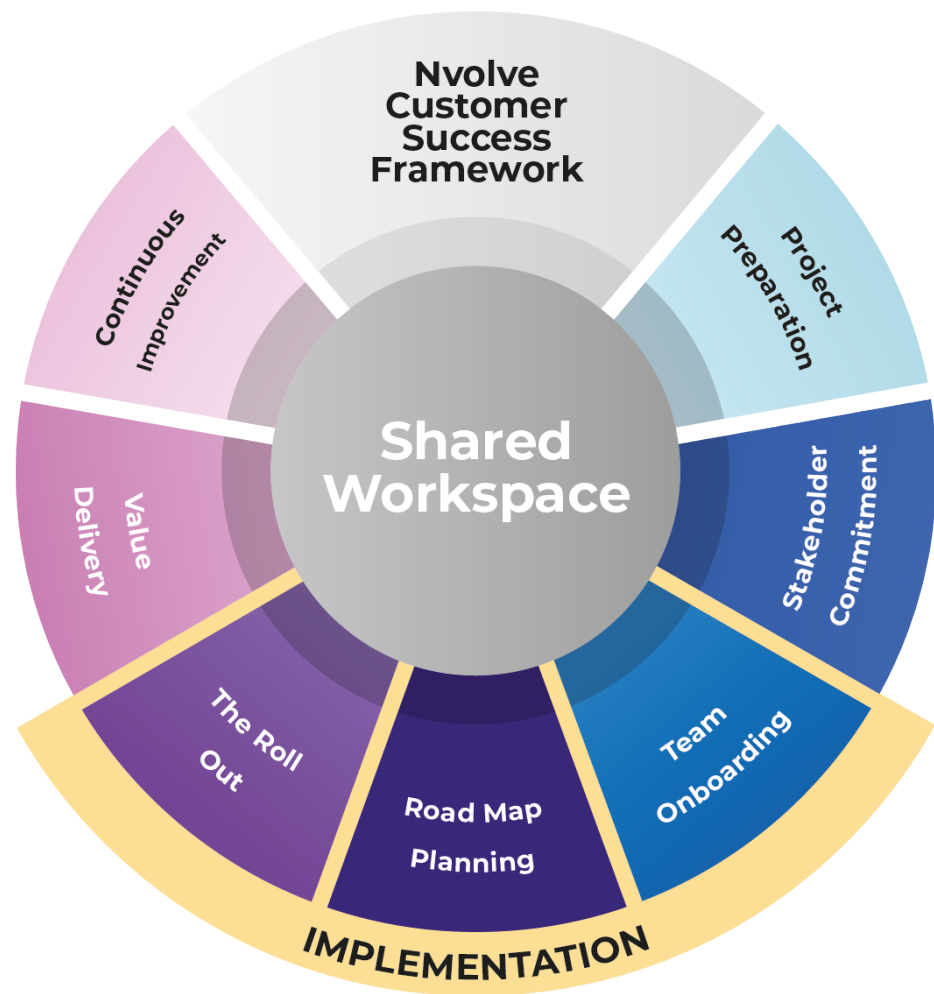 Nvolve
Customer
Success
Framework
Project
Preparation
Stakeholder
Commitment
Team
Onboarding
Road Map
Planning
The Roll
Out
Value
Delivery
Continuous
Improvement
Shared
Workspace
IMPLEMENTATION